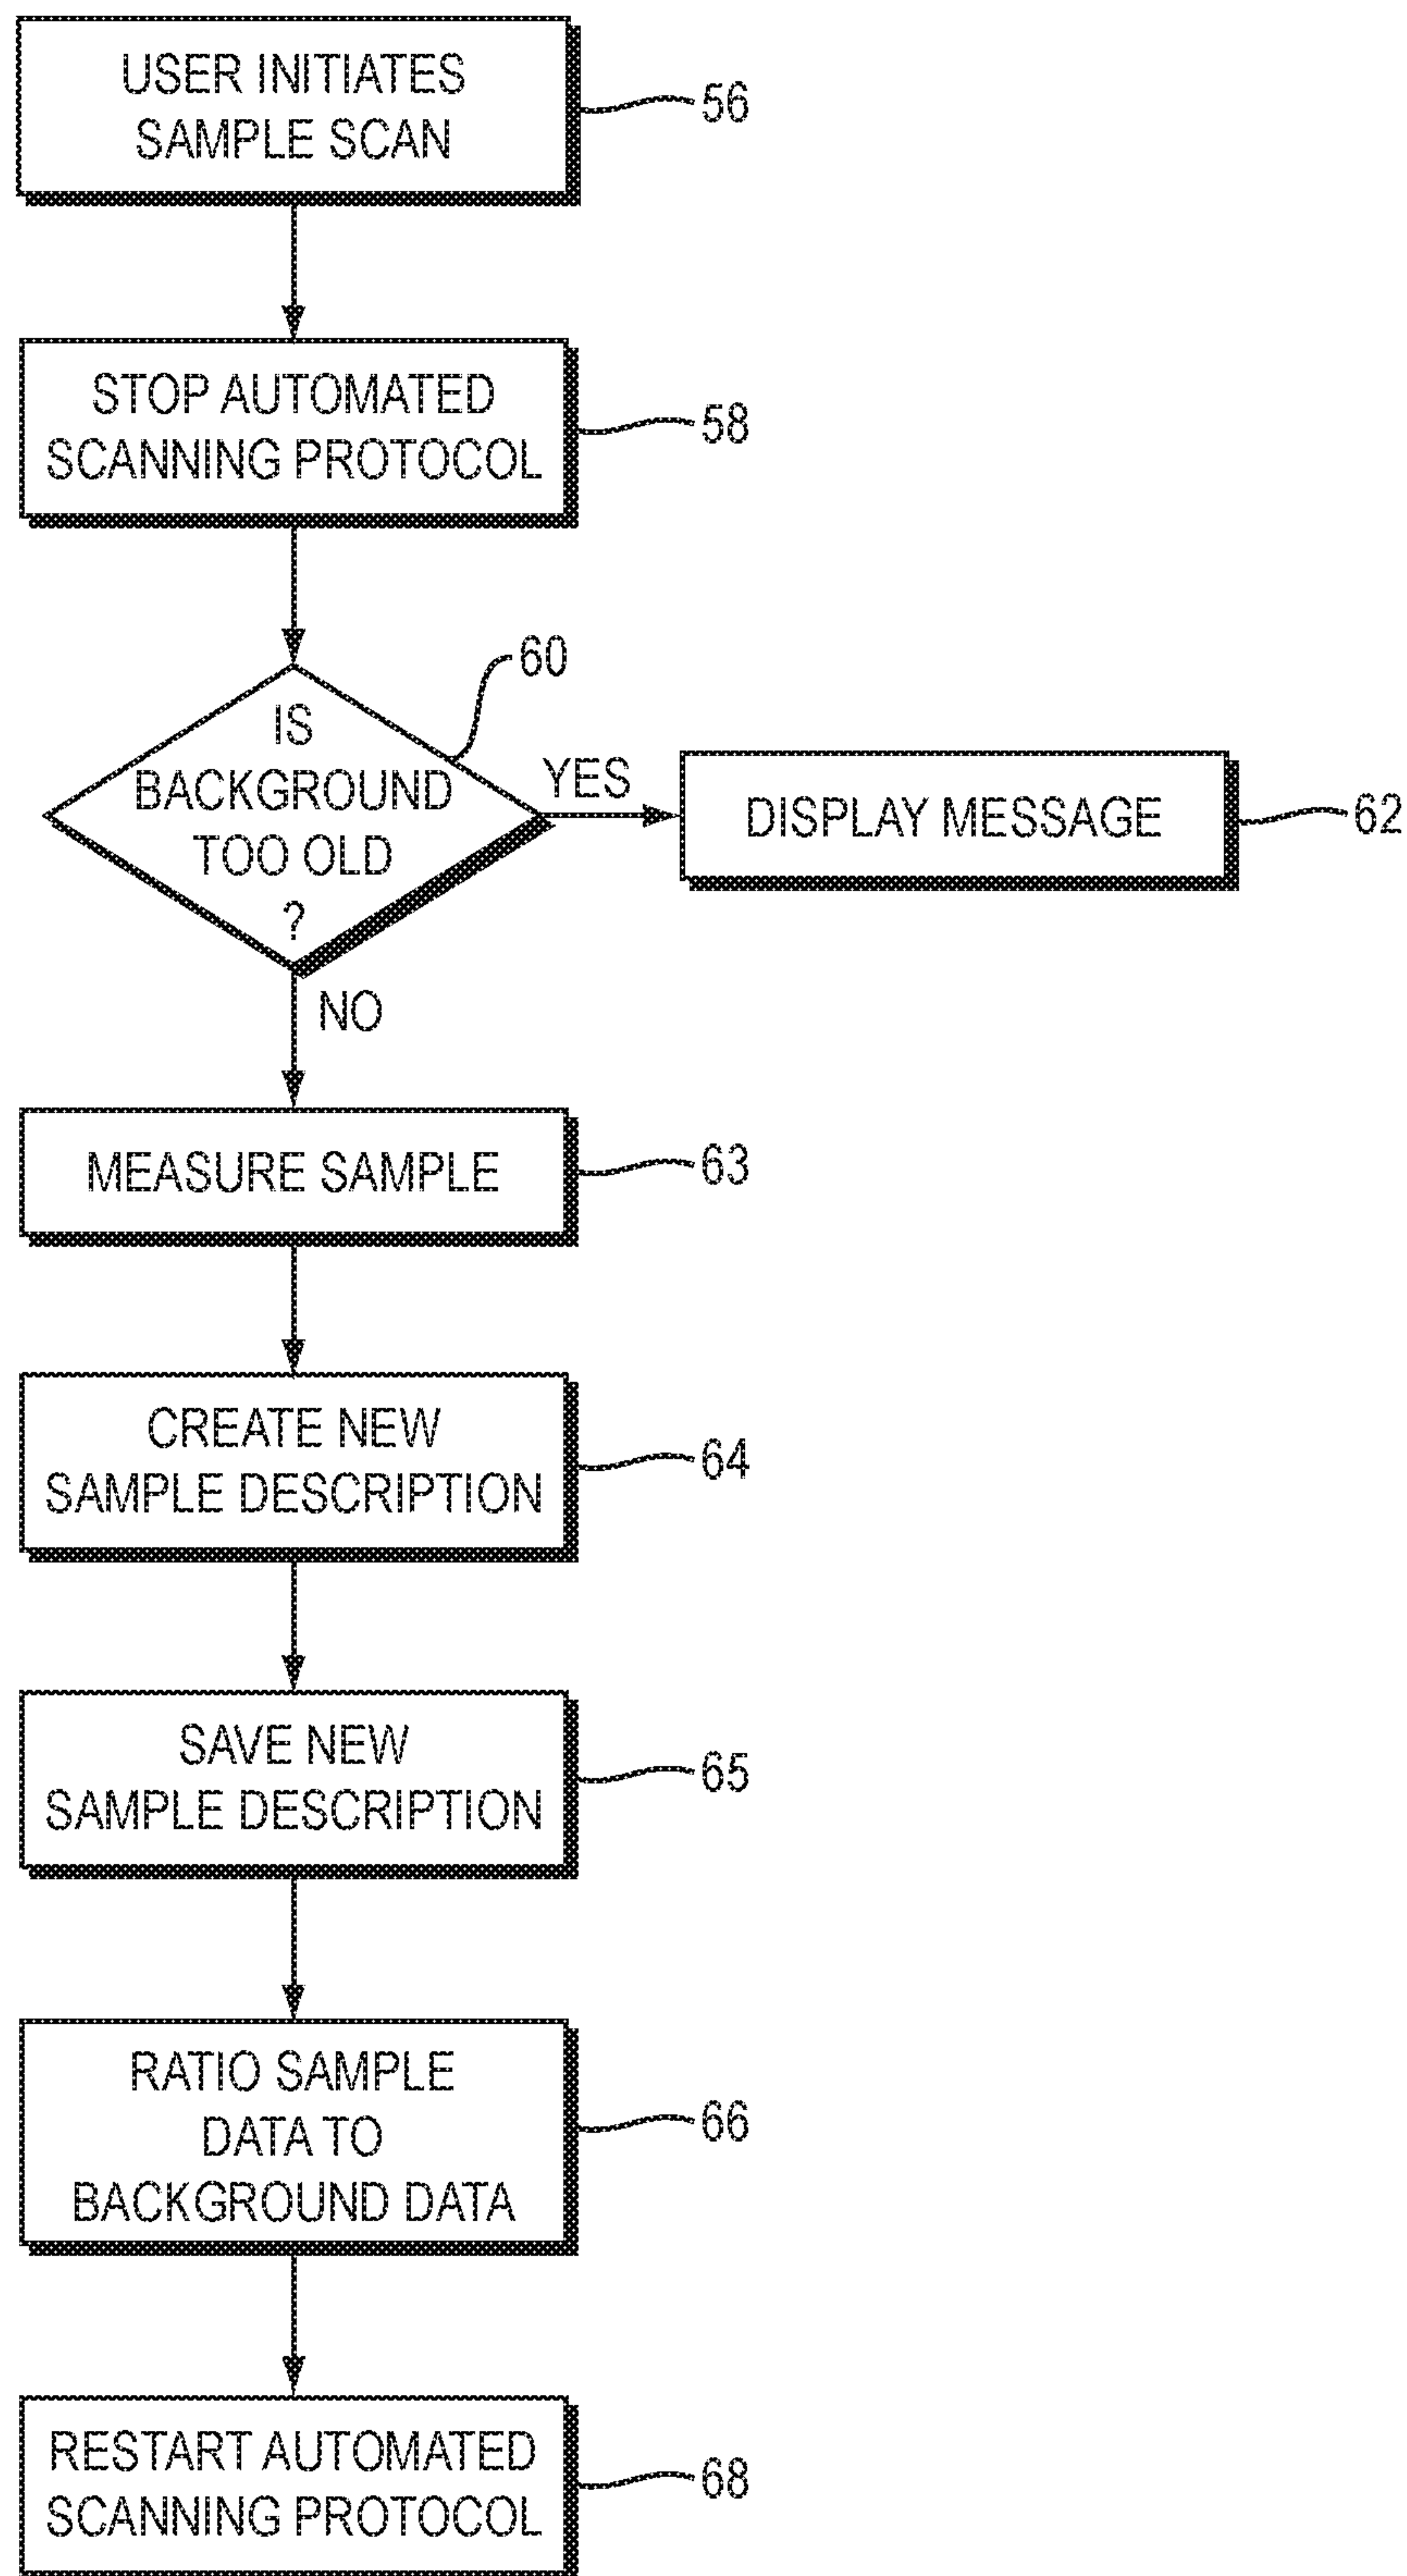 USER INITIATES
SAMPLE SCAN
56
STOP AUTOMATED
SCANNING PROTOCOL
58
60
IS
BACKGROUND
TOO OLD
?
YES
DISPLAY MESSAGE
62
NO
MEASURE SAMPLE
63
CREATE NEW
SAMPLE DESCRIPTION
64
SAVE NEW
SAMPLE DESCRIPTION
65
RATIO SAMPLE
DATA TO
BACKGROUND DATA
66
RESTART AUTOMATED
SCANNING PROTOCOL
68